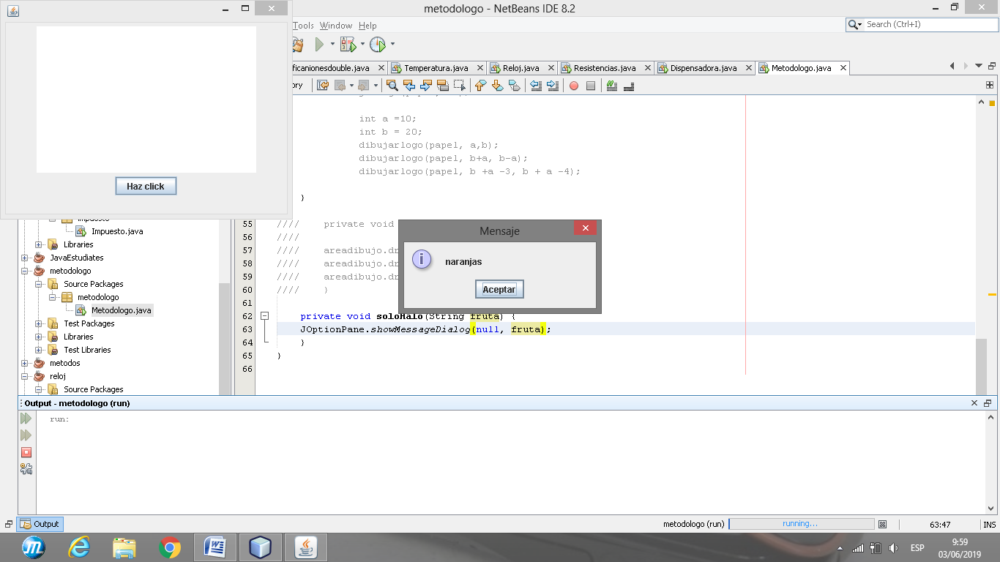 metodologo - NetBeans IDE 8.2
Tools Window Help
Search (Ctrl+I)
ficanionesdouble.java
Temperatura.java
Reloj.java
Resistencias.java
Dispensadora.java
Metodologo.java
ory
int a =10;
int b = 20;
dibujarlogo(papel, a,b);
dibujarlogo(papel, b+a, b-a);
dibujarlogo(papel, b +a -3, b + a -4);
}
Haz click
55 //// private void
56 ////
57 //// areadibujo.dr
58 //// areadibujo.dr
59 //// areadibujo.dr
60 //// }
61
62 private void soloHalo(String fruta) {
63 JOptionPane.showMessageDialog(null, fruta);
64 }
65 }
66
Mensaje
naranjas
Aceptar
Impuesto
Impuesto.java
Libraries
JavaEstudiates
metodologo
Source Packages
metodologo
Metodologo.java
Test Packages
Libraries
Test Libraries
metodos
reloj
Source Packages
Output - metodologo (run)
run:
Output
metodologo (run)
running...
63:47
INS
ESP
9:59
03/06/2019